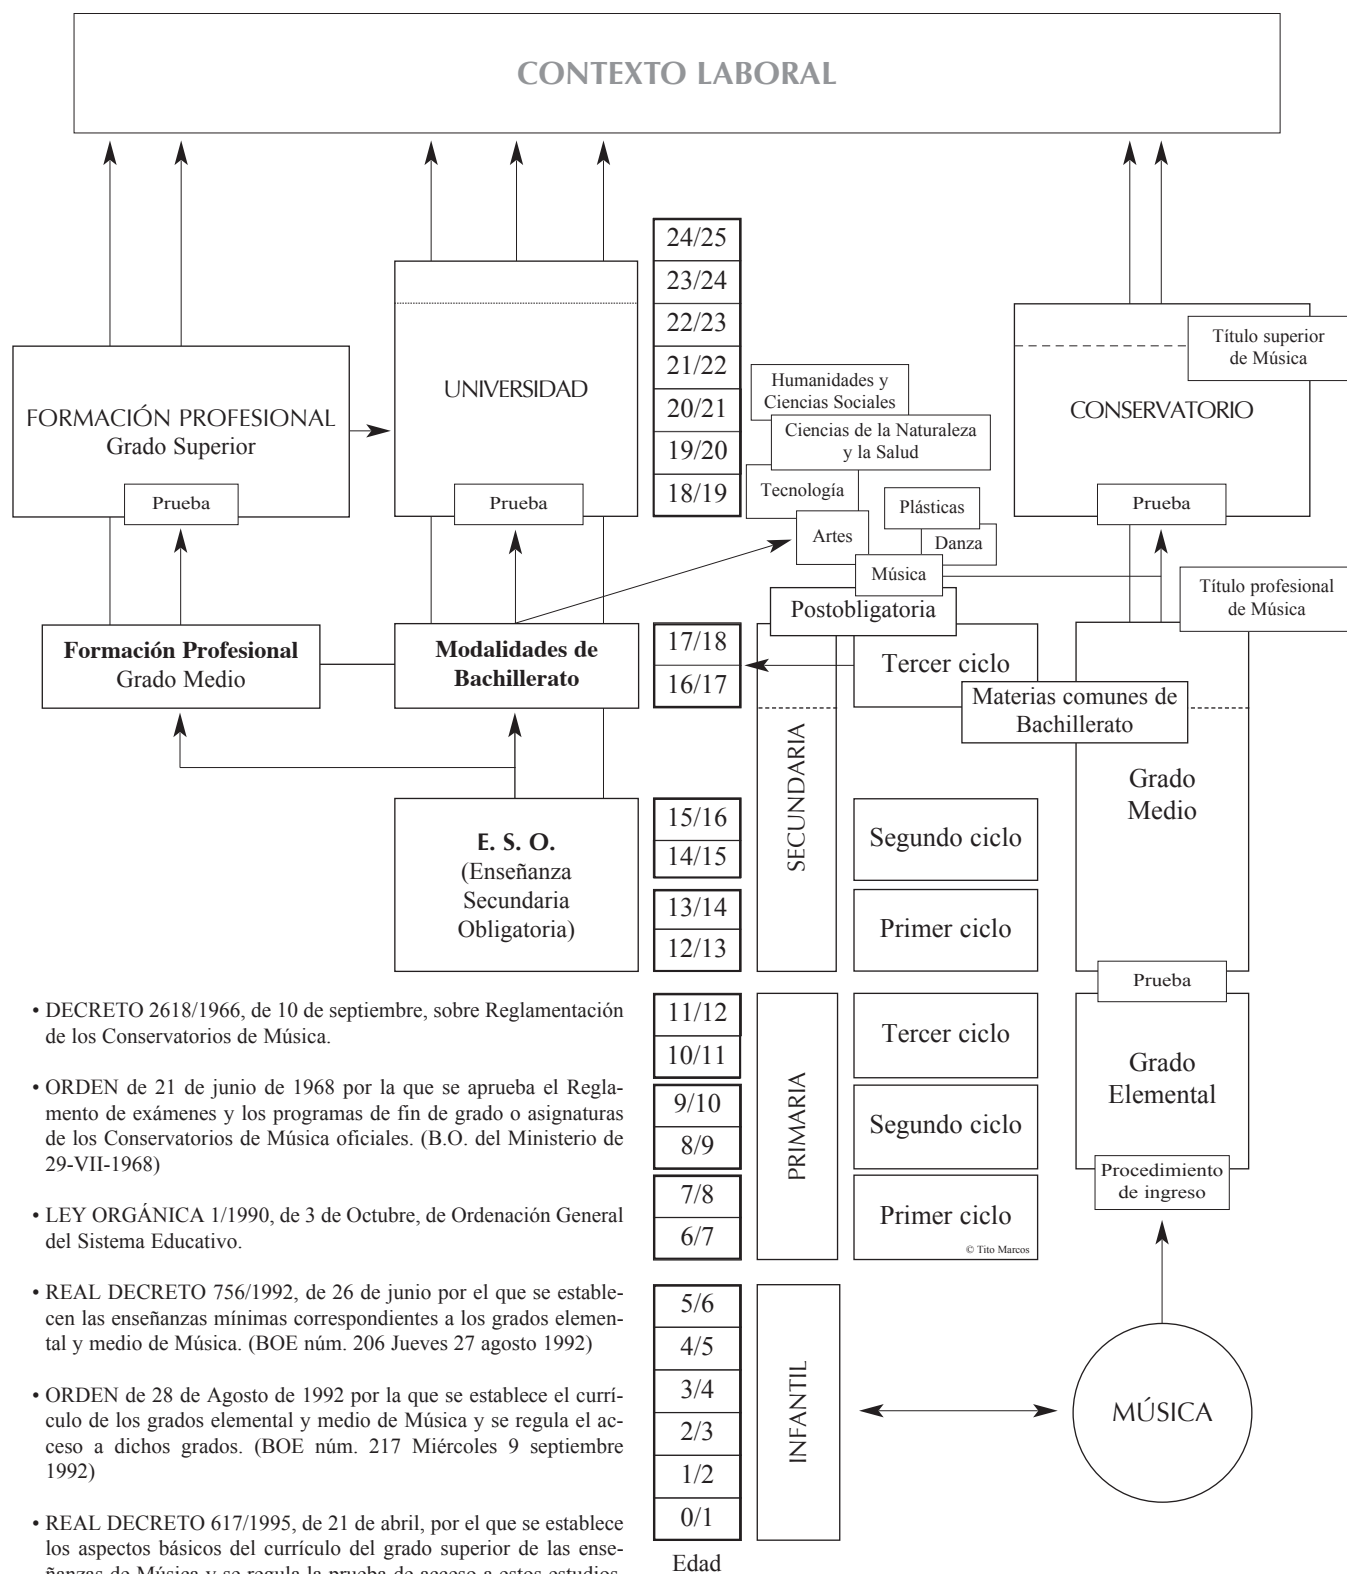 CONTEXTO LABORAL
24/25
23/24
22/23
21/22
20/21
19/20
18/19
FORMACIÓN PROFESIONAL
Grado Superior
Prueba
UNIVERSIDAD
Prueba
Humanidades y
Ciencias Sociales
Ciencias de la Naturaleza
y la Salud
Tecnología
Artes
Plásticas
Danza
Música
Título superior
de Música
CONSERVATORIO
Prueba
Título profesional
de Música
Postobligatoria
Formación Profesional
Grado Medio
Modalidades de
Bachillerato
17/18
16/17
Tercer ciclo
Materias comunes de
Bachillerato
SECUNDARIA
Grado
Medio
E. S. O.
(Enseñanza
Secundaria
Obligatoria)
15/16
14/15
Segundo ciclo
13/14
12/13
Primer ciclo
Prueba
11/12
10/11
Tercer ciclo
Grado
Elemental
PRIMARIA
9/10
8/9
Segundo ciclo
Procedimiento
de ingreso
7/8
6/7
Primer ciclo
© Tito Marcos
5/6
4/5
3/4
2/3
1/2
0/1
Edad
INFANTIL
MÚSICA
• DECRETO 2618/1966, de 10 de septiembre, sobre Reglamentación
de los Conservatorios de Música.
• ORDEN de 21 de junio de 1968 por la que se aprueba el Regla-
mento de exámenes y los programas de fin de grado o asignaturas
de los Conservatorios de Música oficiales. (B.O. del Ministerio de
29-VII-1968)
• LEY ORGÁNICA 1/1990, de 3 de Octubre, de Ordenación General
del Sistema Educativo.
• REAL DECRETO 756/1992, de 26 de junio por el que se estable-
cen las enseñanzas mínimas correspondientes a los grados elemen-
tal y medio de Música. (BOE núm. 206 Jueves 27 agosto 1992)
• ORDEN de 28 de Agosto de 1992 por la que se establece el currí-
culo de los grados elemental y medio de Música y se regula el ac-
ceso a dichos grados. (BOE núm. 217 Miércoles 9 septiembre
1992)
• REAL DECRETO 617/1995, de 21 de abril, por el que se establece
los aspectos básicos del currículo del grado superior de las ense-
ñanzas de Música y se regula la prueba de acceso a estos estudios.